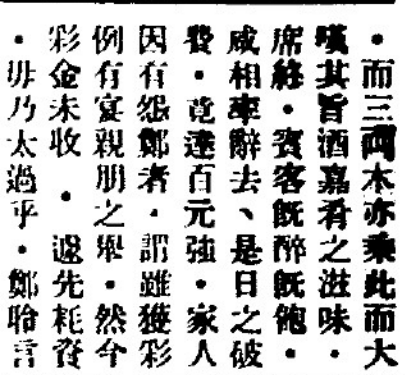 ・而三兩木亦乘此而大
嘆其旨酒嘉肴之滋味・
席終・賓客既醉既飽・
咸相率辭去、是日之破
費・竟達百元強・家人
因有怨鄭者・謂雖獲彩
例有宴親朋之舉・然今
彩金未收・遽先耗資
・毋乃太過乎・鄭聆言